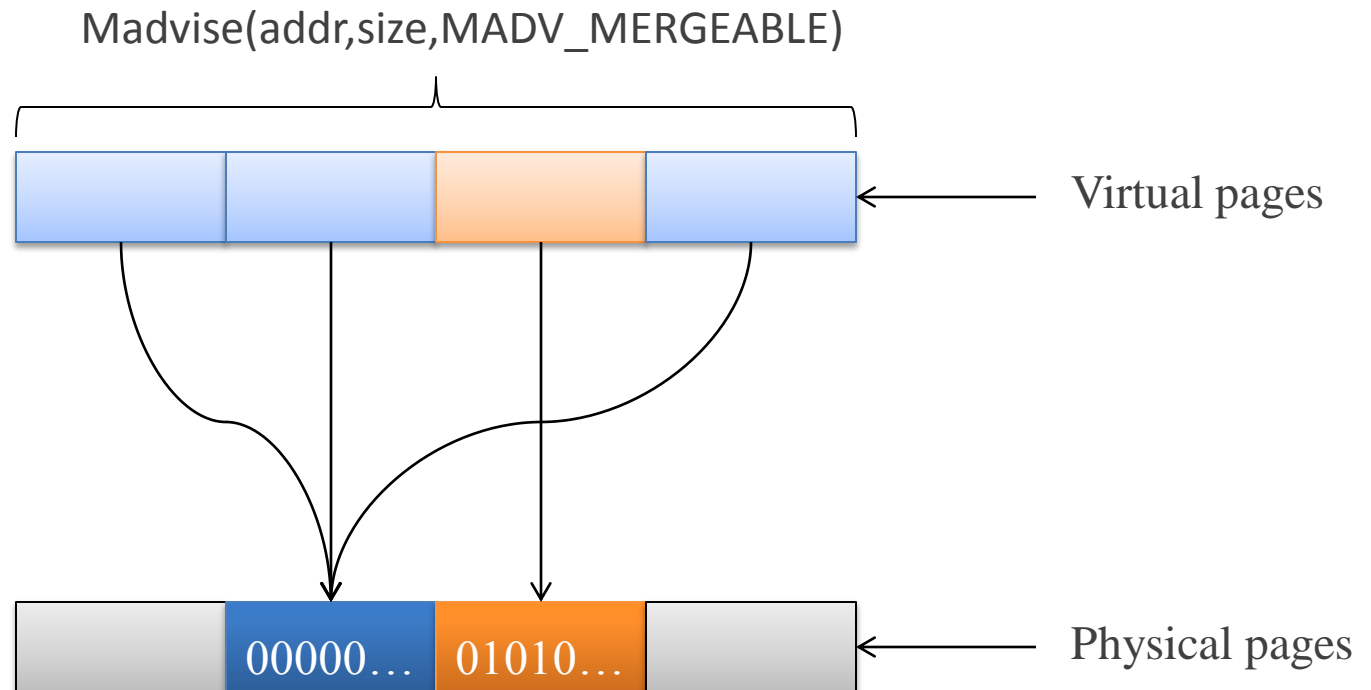 Madvise(addr,size,MADV_MERGEABLE)
Virtual pages
00000…
01010…
Physical pages